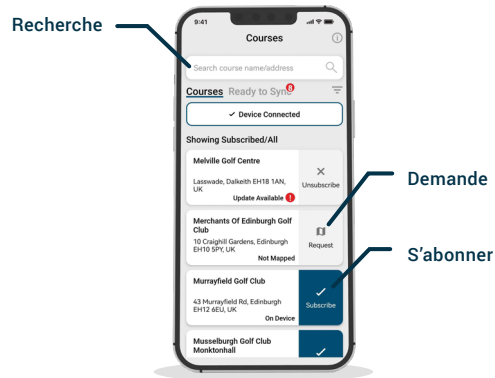 Recherche
9:41
Courses
Search course name/address
Courses Ready to Sync 8
✓ Device Connected
Showing Subscribed/All
Melville Golf Centre
Lasswade, Dalkeith EH18 1AN,
UK
Update Available !
Unsubscribe
Merchants Of Edinburgh Golf
Club
10 Craighill Gardens, Edinburgh
EH10 5PY, UK
Not Mapped
Request
Demande
Murrayfield Golf Club
43 Murrayfield Rd, Edinburgh
EH12 6EU, UK
On Device
Subscribe
S'abonner
Musselburgh Golf Club
Monktonhall